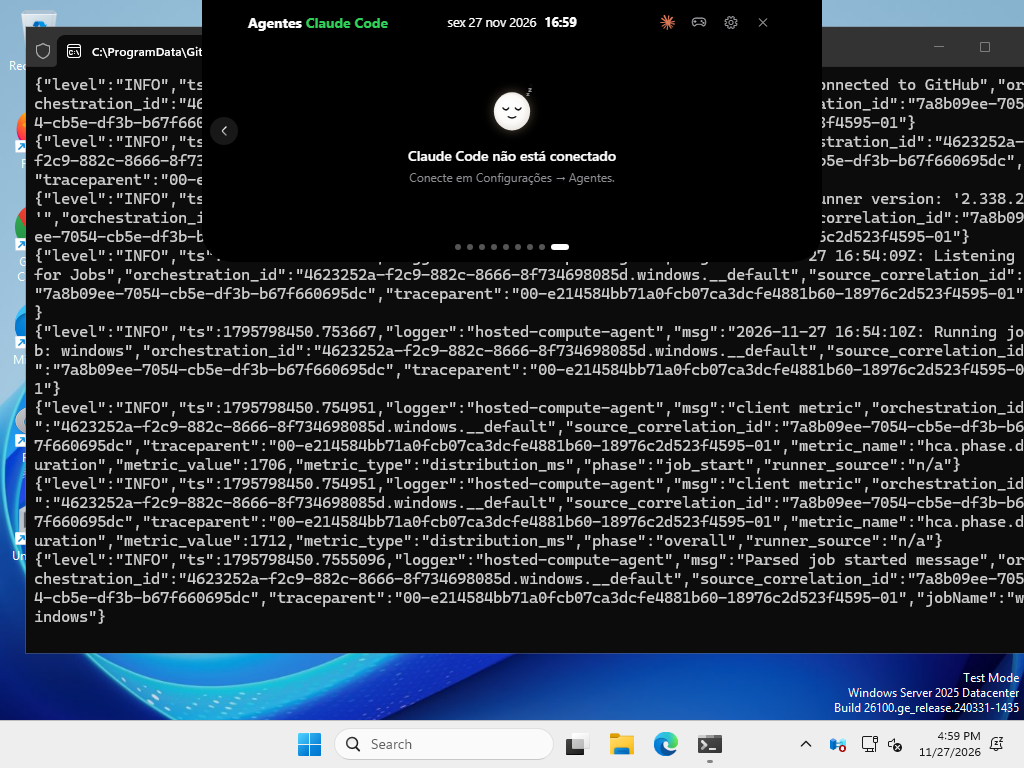 Agentes Claude Code
sex 27 nov 2026 16:59
Claude Code não está conectado
Conecte em Configurações → Agentes.
C:\ProgramData\Git
{"level":"INFO","ts
onnected to GitHub","or
chestration_id":"46
lation_id":"7a8b09ee-705
4-cb5e-df3b-b67f660
3f4595-01"}
{"level":"INFO","ts
_id":"4623252a-
f2c9-882c-8666-8f73
5e-df3b-b67f660695dc",
"traceparent":"00-e
{"level":"INFO","ts
nner version: '2.338.2
'","orchestration_i
correlation_id":"7a8b09
ee-7054-cb5e-df3b-b
523f4595-01"}
{"level":"INFO","ts"
27 16:54:09Z: Listening
for Jobs","orchestration_id":"4623252a-f2c9-882c-8666-8f734698085d.windows.__default","source_correlation_id":
"7a8b09ee-7054-cb5e-df3b-b67f660695dc","traceparent":"00-e214584bb71a0fcb07ca3dcfe4881b60-18976c2d523f4595-01"
}
{"level":"INFO","ts":1795798450.753667,"logger":"hosted-compute-agent","msg":"2026-11-27 16:54:10Z: Running jo
b: windows","orchestration_id":"4623252a-f2c9-882c-8666-8f734698085d.windows.__default","source_correlation_id
":"7a8b09ee-7054-cb5e-df3b-b67f660695dc","traceparent":"00-e214584bb71a0fcb07ca3dcfe4881b60-18976c2d523f4595-0
1"}
{"level":"INFO","ts":1795798450.754951,"logger":"hosted-compute-agent","msg":"client metric","orchestration_id
":"4623252a-f2c9-882c-8666-8f734698085d.windows.__default","source_correlation_id":"7a8b09ee-7054-cb5e-df3b-b6
7f660695dc","traceparent":"00-e214584bb71a0fcb07ca3dcfe4881b60-18976c2d523f4595-01","metric_name":"hca.phase.d
uration","metric_value":1706,"metric_type":"distribution_ms","phase":"job_start","runner_source":"n/a"}
{"level":"INFO","ts":1795798450.754951,"logger":"hosted-compute-agent","msg":"client metric","orchestration_id
":"4623252a-f2c9-882c-8666-8f734698085d.windows.__default","source_correlation_id":"7a8b09ee-7054-cb5e-df3b-b6
7f660695dc","traceparent":"00-e214584bb71a0fcb07ca3dcfe4881b60-18976c2d523f4595-01","metric_name":"hca.phase.d
uration","metric_value":1712,"metric_type":"distribution_ms","phase":"overall","runner_source":"n/a"}
{"level":"INFO","ts":1795798450.7555096,"logger":"hosted-compute-agent","msg":"Parsed job started message","or
chestration_id":"4623252a-f2c9-882c-8666-8f734698085d.windows.__default","source_correlation_id":"7a8b09ee-705
4-cb5e-df3b-b67f660695dc","traceparent":"00-e214584bb71a0fcb07ca3dcfe4881b60-18976c2d523f4595-01","jobName":"w
indows"}
Test Mode
Windows Server 2025 Datacenter
Build 26100.ge_release.240331-1435
Search
4:59 PM
11/27/2026